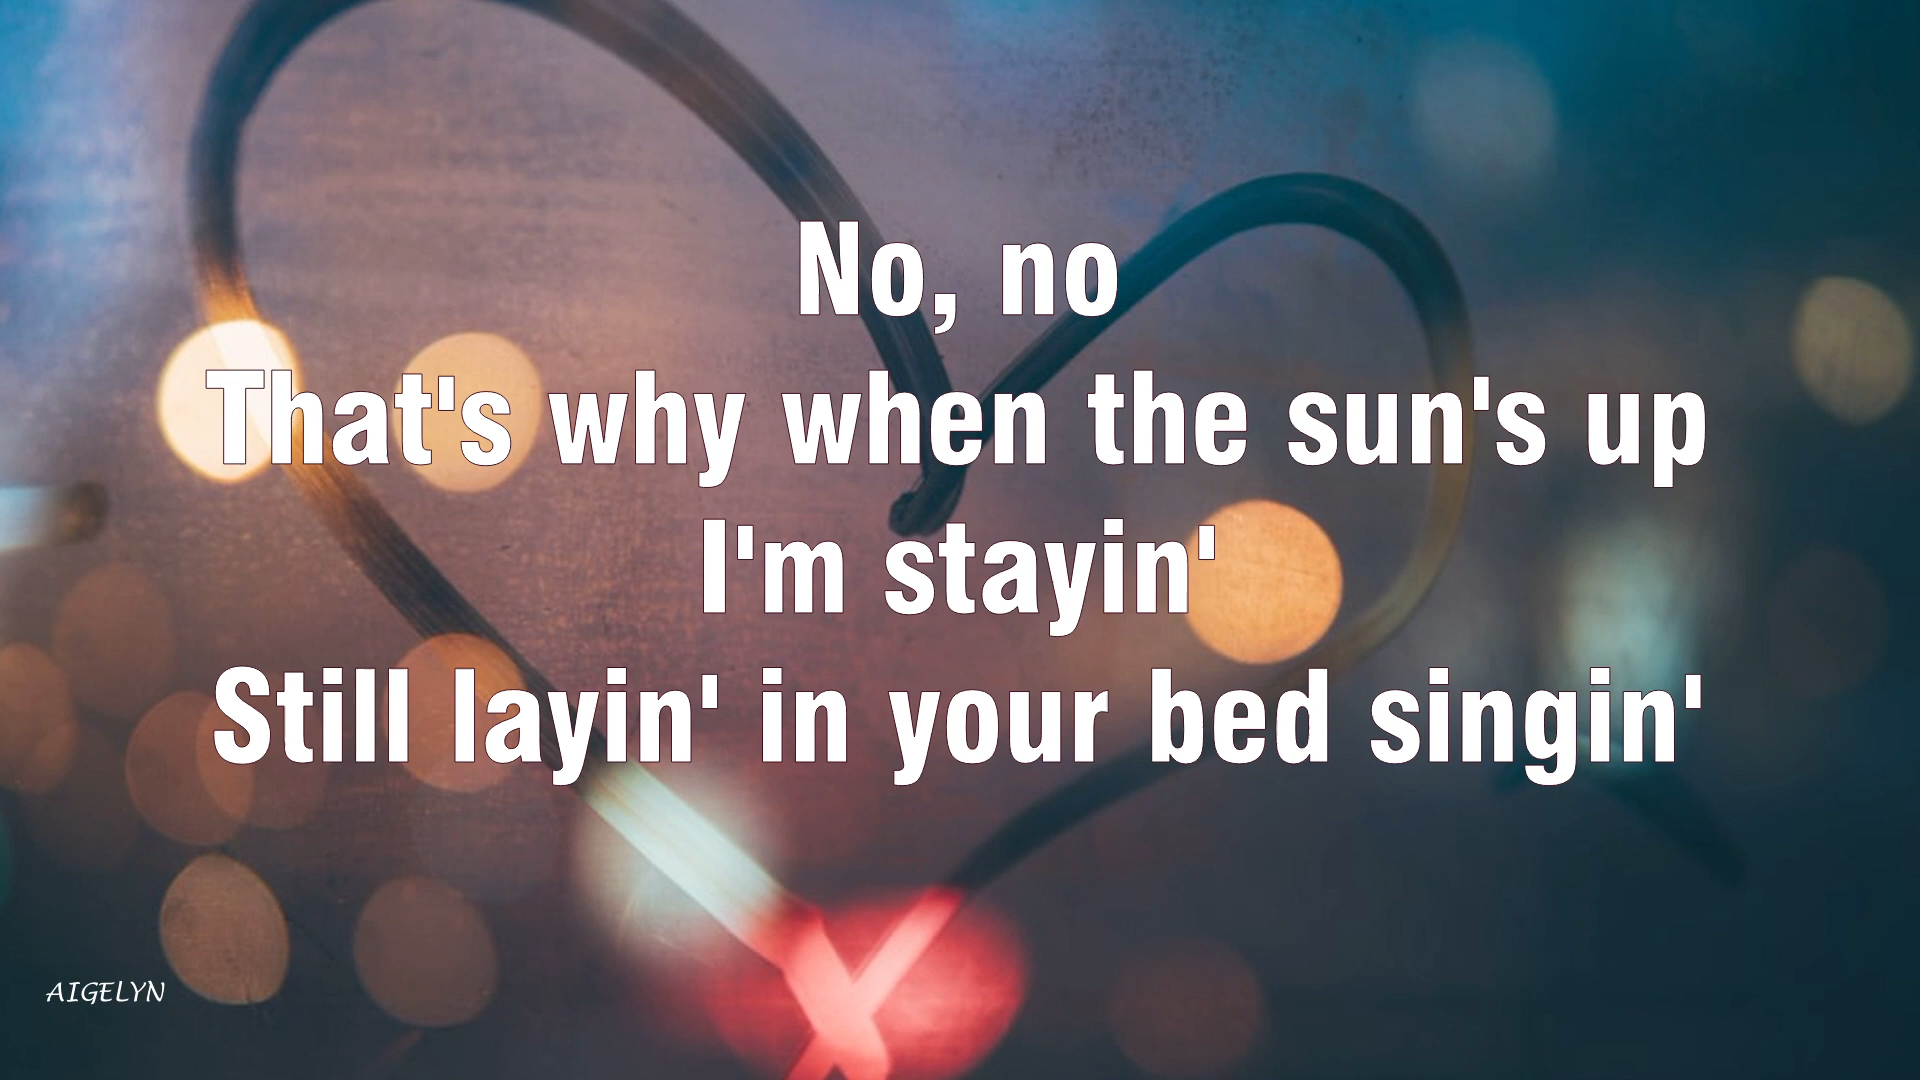 No, no
That's why when the sun's up
I'm stayin'
Still layin' in your bed singin'
AIGELYN